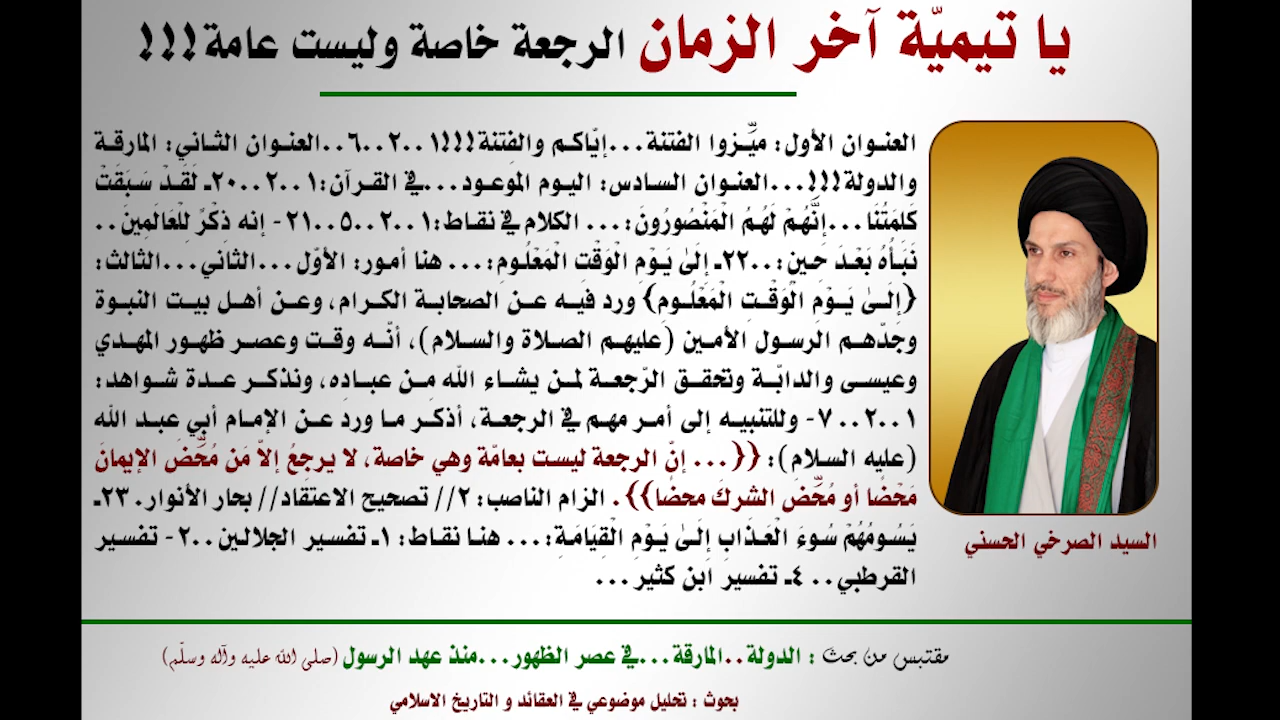 يا تيميّة آخر الزمان الرجعة خاصة وليست عامة!!!
العنوان الأول: ميِّزوا الفتنة...إيّاكم والفتنة!!!١..٢..٦..العنوان الثاني: المارقة
والدولة!!!...العنوان السادس: اليوم الموعود...في القرآن:١..٢..٢٠ـ لَقَدْ سَبَقَتْ
كَلِمَتُنَا...إِنَّهُمْ لَهُمُ الْمَنْصُورُونَ:... الكلام في نقاط:١..٢..٥..٢١- إنه ذكْرٌ لِلْعَالَمِينَ..
نَبَأَهُ بَعْدَ حِينٍ:..٢٢ـ إِلَىٰ يَوْمِ الْوَقْتِ الْمَعْلُومِ:... هنا أمور: الأوّل...الثّاني...الثالث:
{إِلَىٰ يَوْمِ الْوَقْتِ الْمَعْلُومِ} ورد فيه عن الصحابة الكرام، وعن أهل بيت النبوة
وجدّهم الرسول الأمين (عليهم الصلاة والسلام)، أنّه وقت وعصر ظهور المهدي
وعيسى والدابّة وتحقق الرّجعة لمن يشاء الله من عباده، ونذكر عدة شواهد:
١..٢..٧- وللتنبيه إلى أمر مهم في الرجعة، أذكر ما ورد عن الإمام أبي عبد الله
(عليه السلام): {{... إنّ الرجعة ليست بعامّة وهي خاصة، لا يرجعُ إلاّ مَن مُحِّضَ الإيمانَ
مَحْضًا أو مُحِّضَ الشركَ محضًا}}. الزام الناصب: ٢// تصحيح الاعتقاد// بحار الأنوار. ٢٣ـ
يَسُومُهُمْ سُوءَ الْعَذَابِ إِلَىٰ يَوْمِ الْقِيَامَةِ:... هنا نقاط: ١ـ تفسير الجلالين..٢- تفسير
القرطبي.. ٤ـ تفسير ابن كثير...
السيد الصرخي الحسني
مقتبس من بحث : الدولة..المارقة...في عصر الظهور...منذ عهد الرسول (صلى الله عليه وآله وسلّم)
بحوث : تحليل موضوعي في العقائد و التاريخ الاسلامي